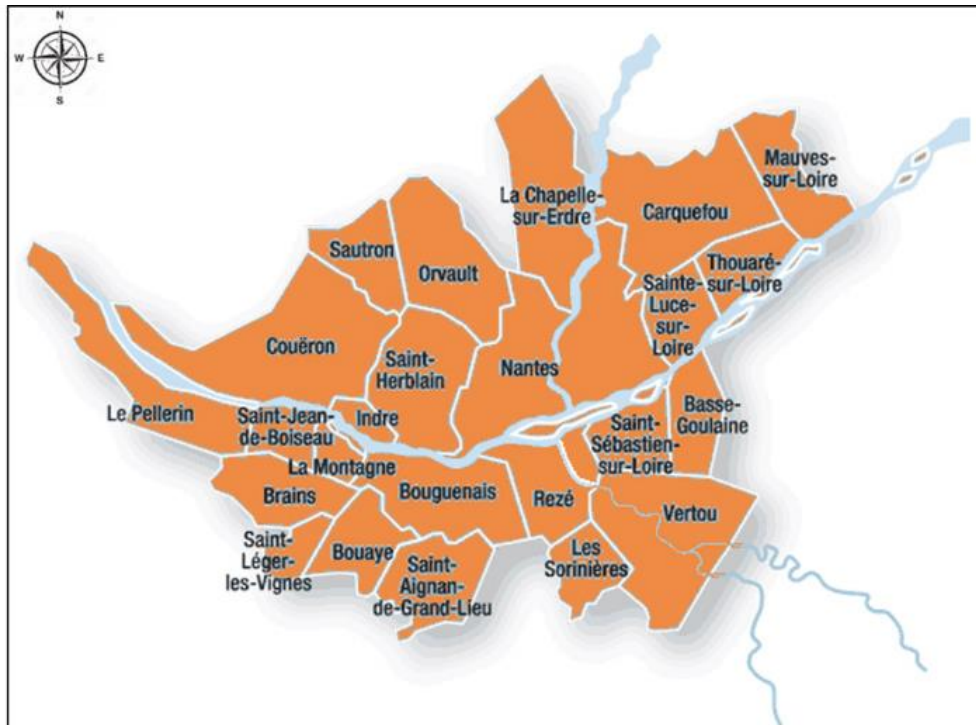 N
W
E
S
Mauves-
sur-Loire
La Chapelle-
sur-Erdre
Carquefou
Sautron
Orvault
Thouaré-
sur-Loire
Sainte-
Luce-
sur-
Loire
Couëron
Saint-
Herblain
Nantes
Le Pellerin
Saint-Jean-
de-Boiseau
Indre
Saint-
Sébastien-
sur-Loire
Basse-
Goulaine
La Montagne
Brains
Bouguenais
Rezé
Vertou
Saint-
Léger-
les-Vignes
Bouaye
Saint-
Aignan-
de-Grand-Lieu
Les
Sorinières